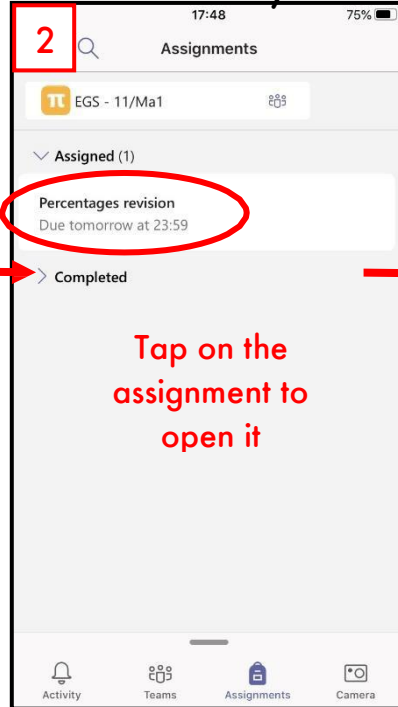 17:48
75%
2
Assignments
π EGS - 11/Ma1
Assigned (1)
Percentages revision
Due tomorrow at 23:59
Completed
Tap on the
assignment to
open it
Activity
Teams
Assignments
Camera